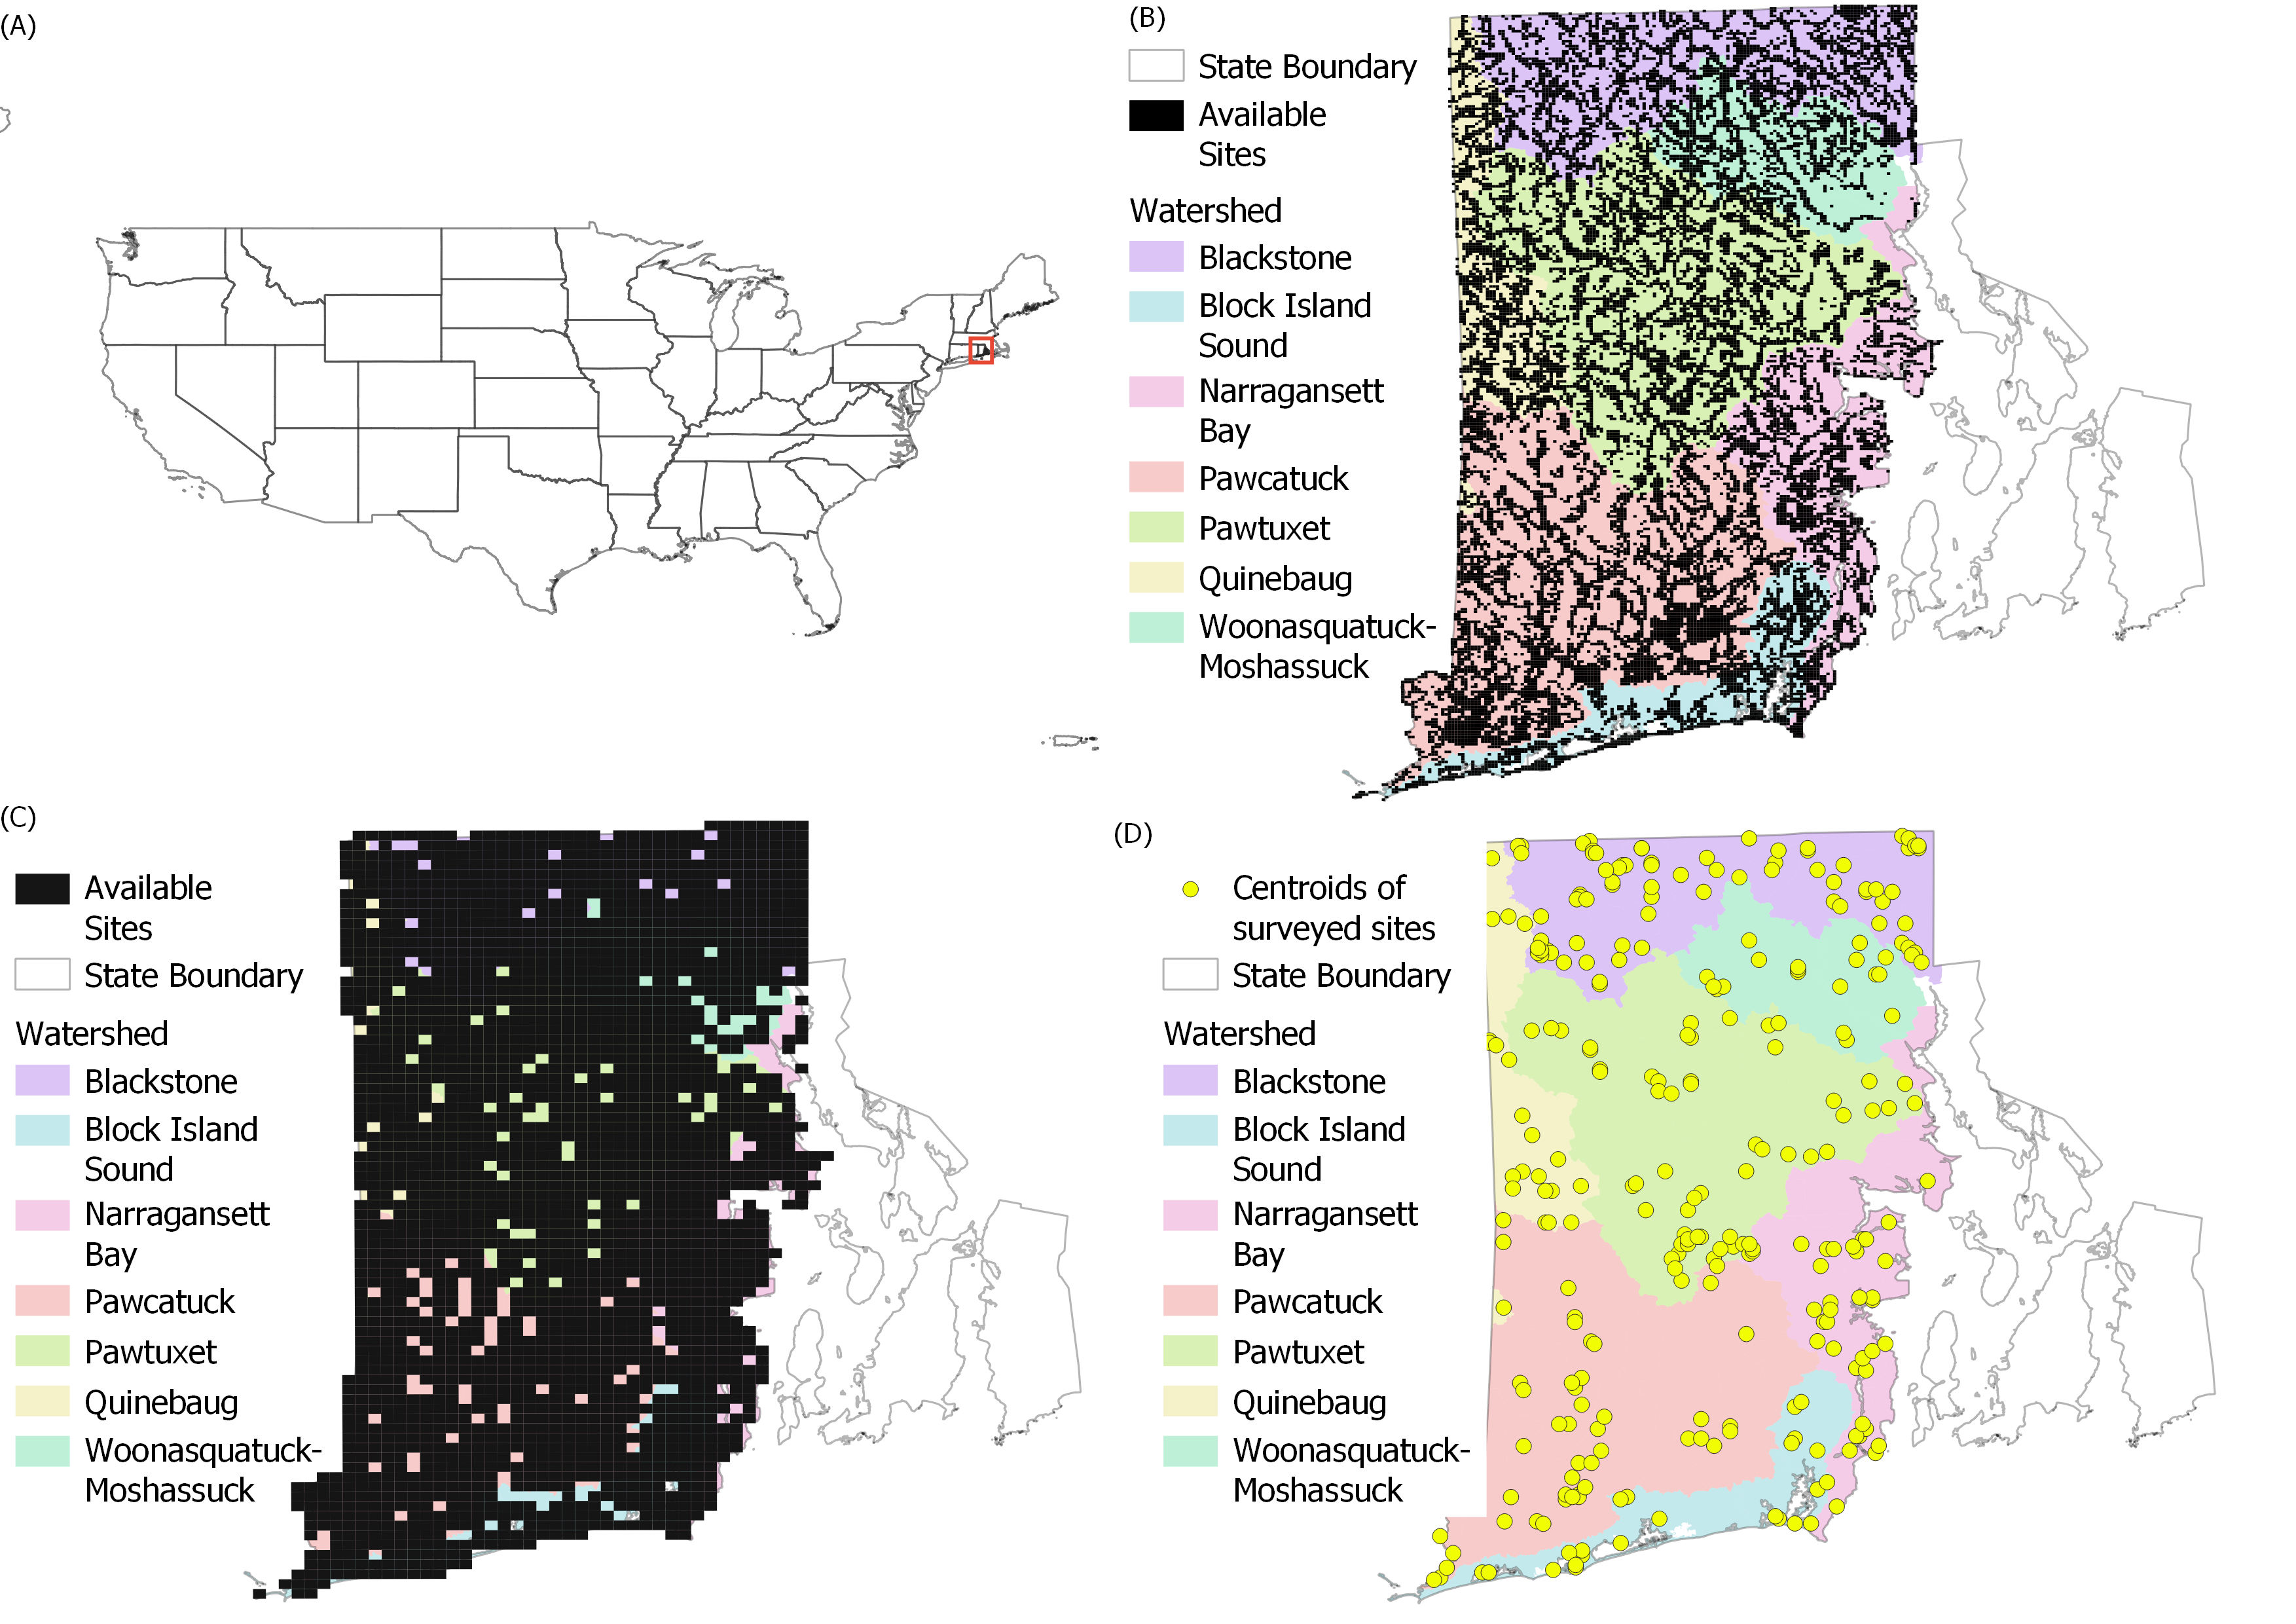 (A)
(B)
State Boundary
Available
Sites
Watershed
Blackstone
Block Island
Sound
Narragansett
Bay
Pawcatuck
Pawtuxet
Quinebaug
Woonasquatuck-
Moshassuck
(C)
Available
Sites
State Boundary
Watershed
Blackstone
Block Island
Sound
Narragansett
Bay
Pawcatuck
Pawtuxet
Quinebaug
Woonasquatuck-
Moshassuck
(D)
Centroids of
surveyed sites
State Boundary
Watershed
Blackstone
Block Island
Sound
Narragansett
Bay
Pawcatuck
Pawtuxet
Quinebaug
Woonasquatuck-
Moshassuck